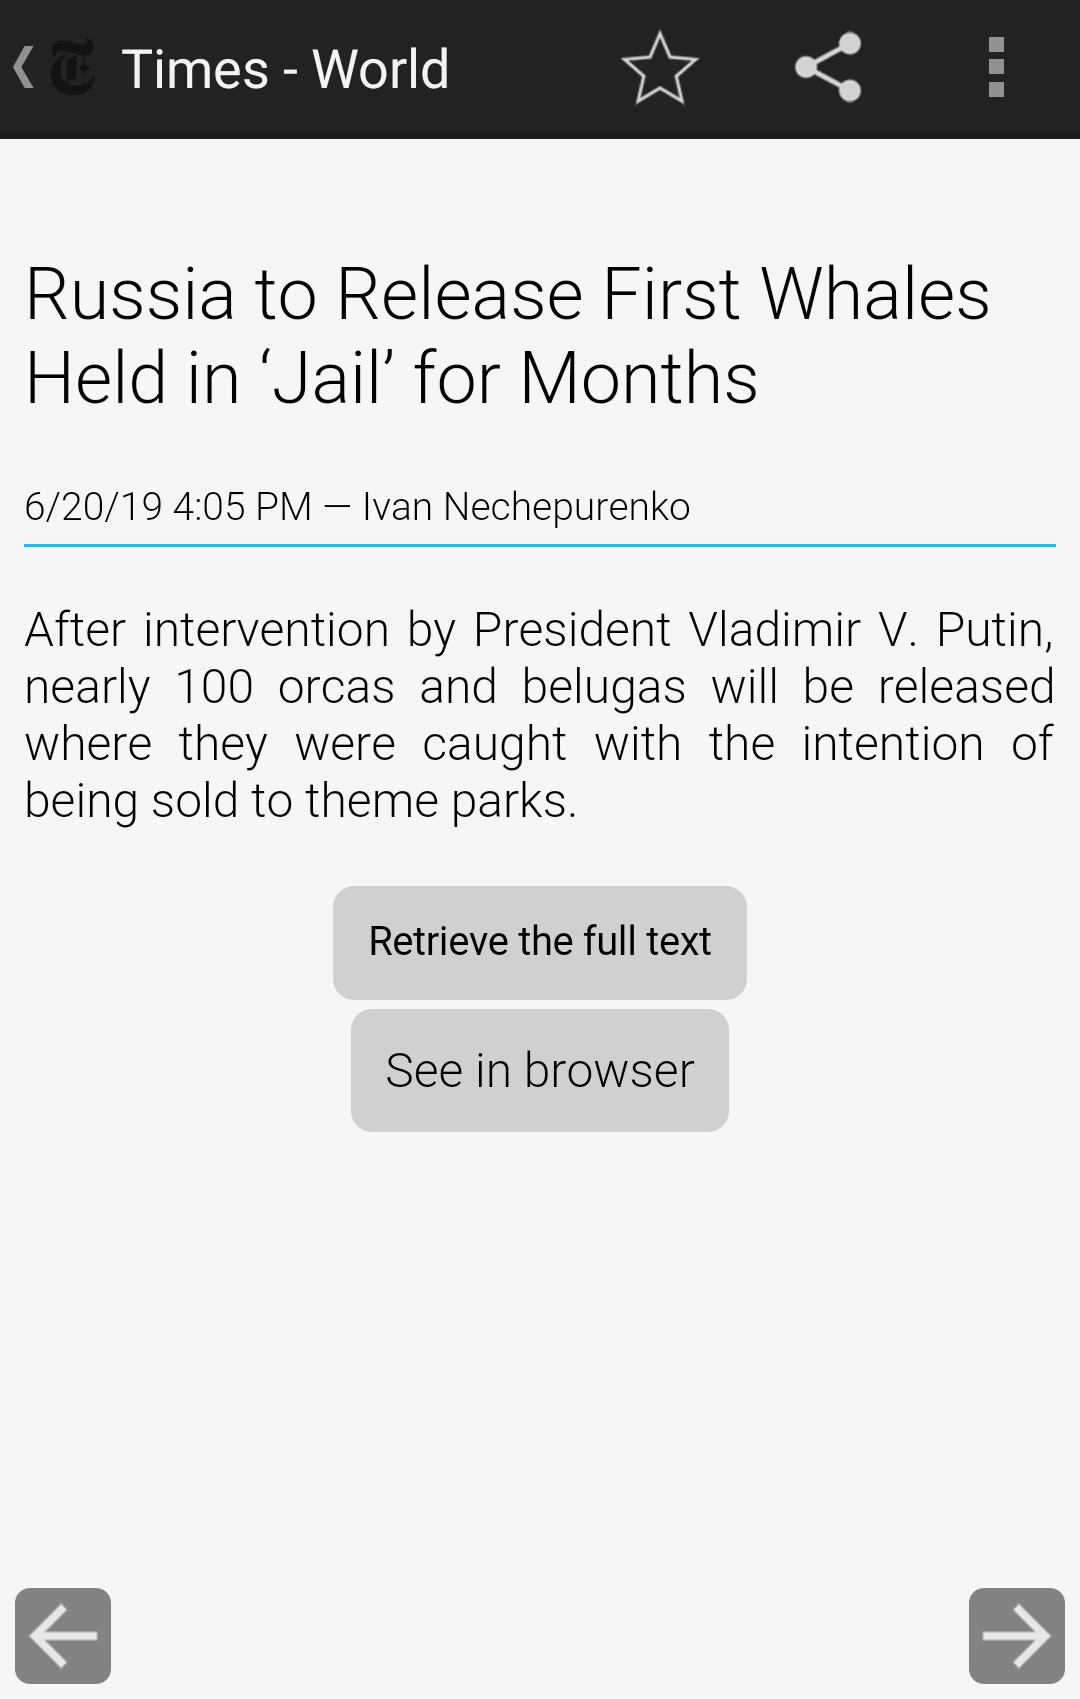 Times - World
Russia to Release First Whales
Held in ‘Jail’ for Months
6/20/19 4:05 PM — Ivan Nechepurenko
After intervention by President Vladimir V. Putin,
nearly 100 orcas and belugas will be released
where they were caught with the intention of
being sold to theme parks.
Retrieve the full text
See in browser